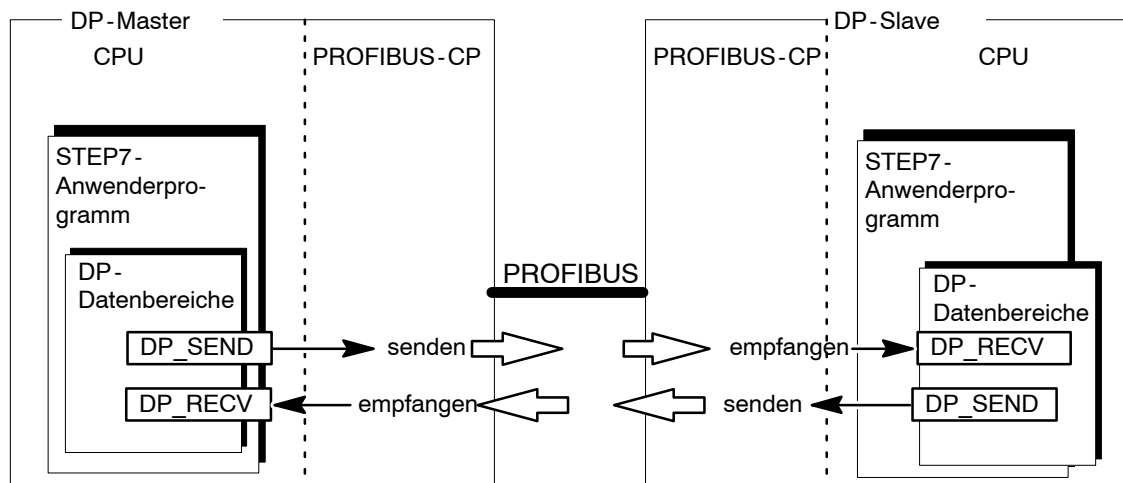 DP-Master
DP-Slave
CPU
PROFIBUS-CP
PROFIBUS-CP
CPU
STEP7-
Anwenderpro-
gramm
DP-
Datenbereiche
DP_SEND
senden
DP_RECV
empfangen
PROFIBUS
STEP7-
Anwenderpro-
gramm
DP-
Datenbereiche
empfangen
DP_RECV
senden
DP_SEND